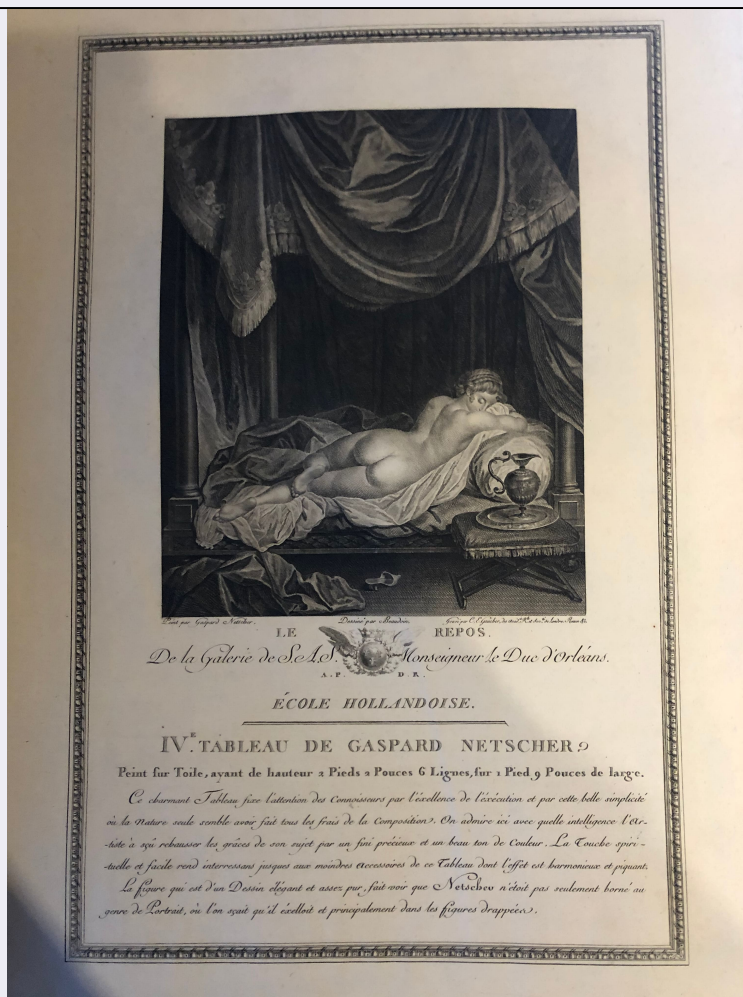 Peint par Gaspard Netscher.
Dessiné par Beaudoin.
LE REPOS.
De la Galerie de S.A.S. Monseigneur le Duc d'Orléans.
A. P. D. R.
ÉCOLE HOLLANDOISE.
IV.E TABLEAU DE GASPARD NETSCHER
Peint sur Toile, ayant de hauteur 2 Pieds 2 Pouces 6 Lignes, sur 1 Pied 9 Pouces de large.
Ce charmant Tableau fixe l'attention des Connoisseurs par l'éxellence de l'éxécution et par cette belle simplicité
où la Nature seule semble avoir fait tous les frais de la Composition. On admire ici avec quelle intelligence l'Ar-
-tiste à sçû rehausser les grâces de son sujet par un fini précieux et un beau ton de Couleur. La Touche spiri-
-tuelle et facile rend interressans jusques aux moindres accessoires de ce Tableau dont l'éffet est harmonieux et piquant.
La figure qui est d'un Dessin élégant et assez pur, fait voir que Netscher n'étoit pas seulement borné au
genre de Portrait, où l'on sçait qu'il éxelloit et principalement dans les figures drappées.